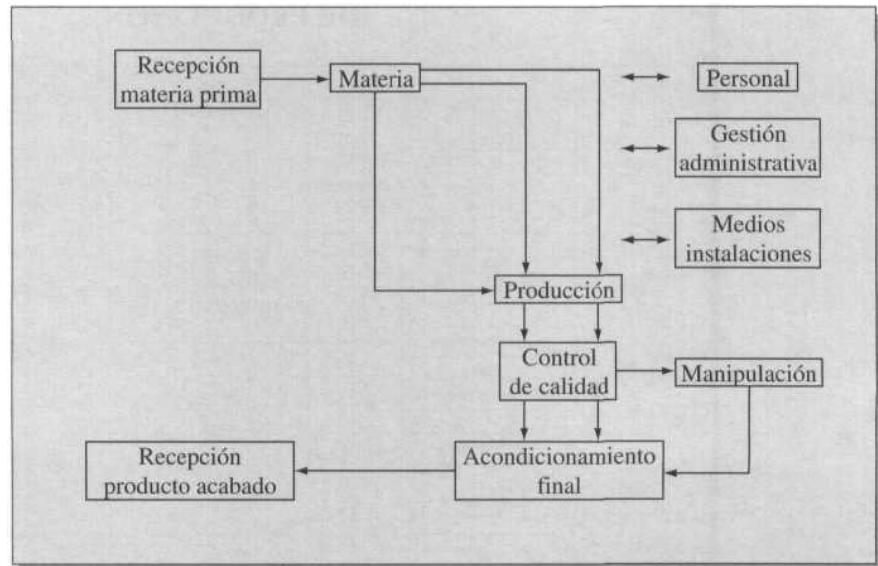 Recepción
materia prima
Materia
Personal
Gestión
administrativa
Medios
instalaciones
Producción
Control
de calidad
Manipulación
Recepción
producto acabado
Acondicionamiento
final